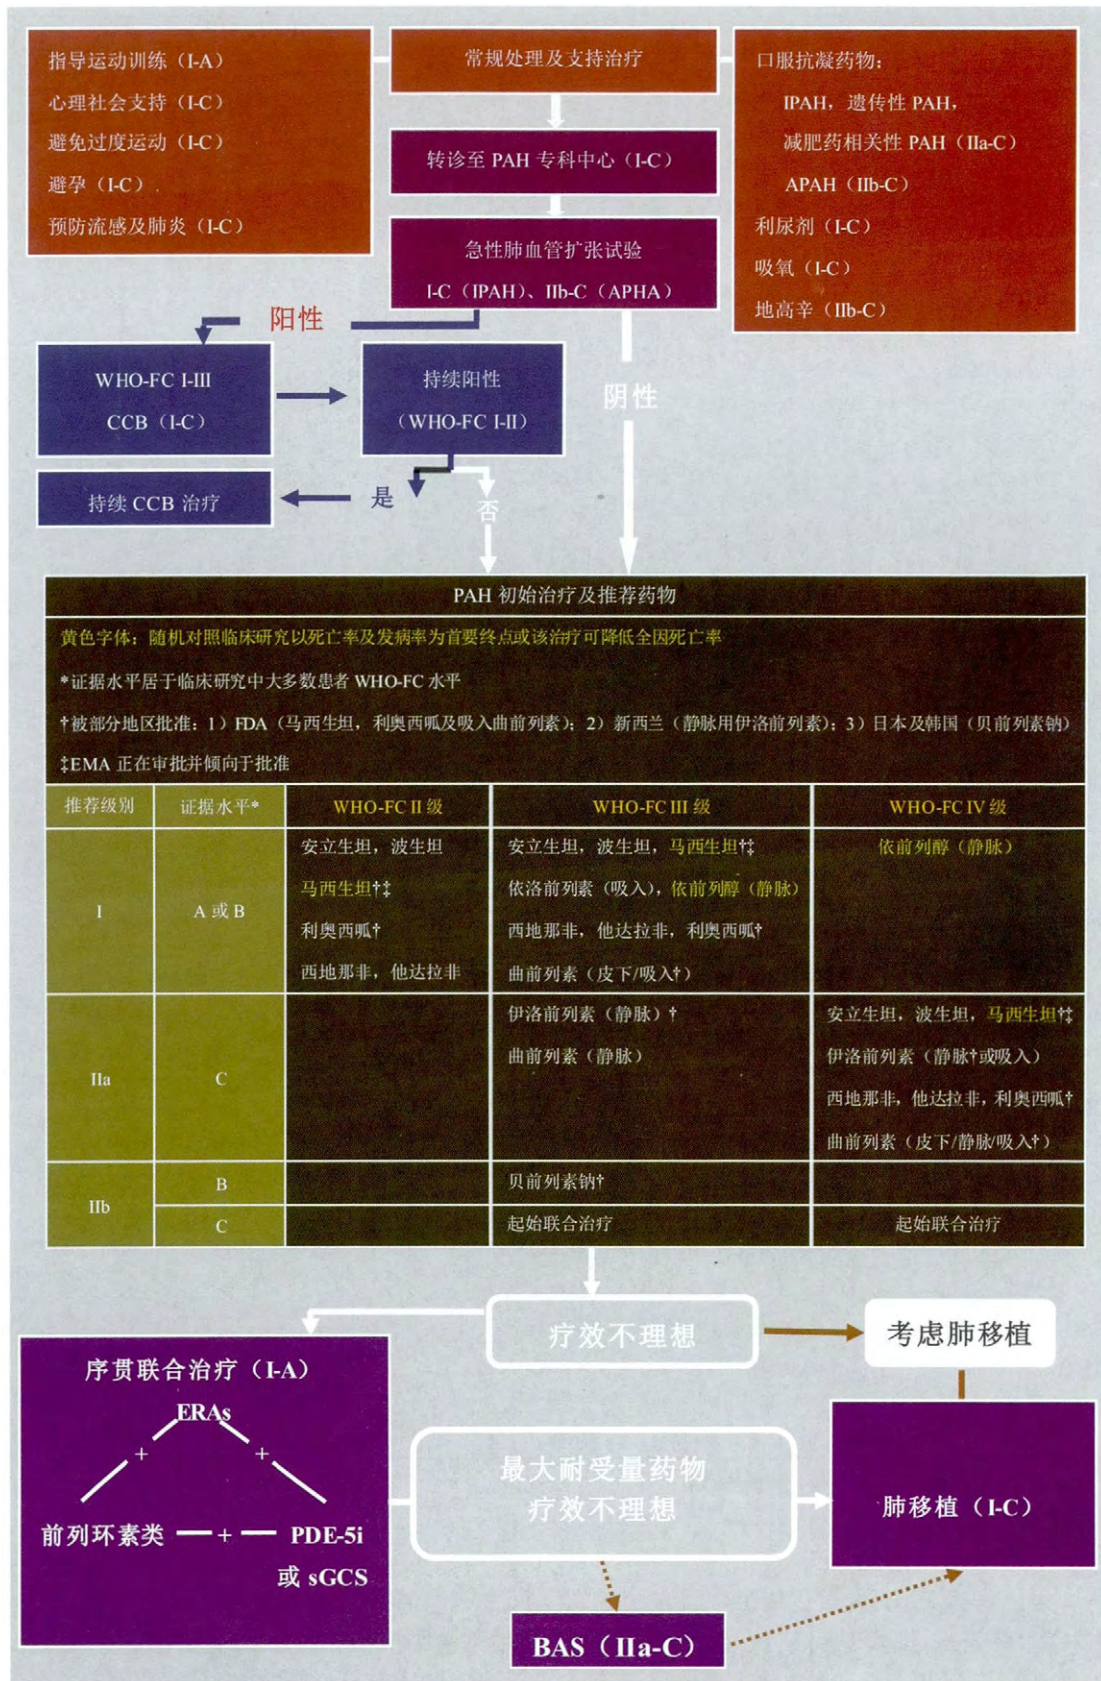 指导运动训练（I-A）
心理社会支持（I-C）
避免过度运动（I-C）
避孕（I-C）
预防流感及肺炎（I-C）
常规处理及支持治疗
转诊至 PAH 专科中心（I-C）
急性肺血管扩张试验
I-C（IPAH）、IIb-C（APHA）
口服抗凝药物：
IPAH，遗传性 PAH，
减肥药相关性 PAH（IIa-C）
APAH（IIb-C）
利尿剂（I-C）
吸氧（I-C）
地高辛（IIb-C）
阳性
阴性
WHO-FC I-III
CCB（I-C）
持续阳性
（WHO-FC I-II）
持续 CCB 治疗
是
否
PAH 初始治疗及推荐药物
黄色字体：随机对照临床研究以死亡率及发病率为首要终点或该治疗可降低全因死亡率
*证据水平居于临床研究中大多数患者 WHO-FC 水平
†被部分地区批准：1）FDA（马西生坦，利奥西呱及吸入曲前列素）；2）新西兰（静脉用伊洛前列素）；3）日本及韩国（贝前列素钠）
‡EMA 正在审批并倾向于批准
推荐级别 证据水平* WHO-FC II 级 WHO-FC III 级 WHO-FC IV 级
I
A 或 B
安立生坦，波生坦
马西生坦†‡
利奥西呱†
西地那非，他达拉非
安立生坦，波生坦，马西生坦†‡
依洛前列素（吸入），依前列醇（静脉）
西地那非，他达拉非，利奥西呱†
曲前列素（皮下/吸入†）
依前列醇（静脉）
IIa
C
伊洛前列素（静脉）†
曲前列素（静脉）
安立生坦，波生坦，马西生坦†‡
伊洛前列素（静脉†或吸入）
西地那非，他达拉非，利奥西呱†
曲前列素（皮下/静脉/吸入†）
IIb
B
贝前列素钠†
C
起始联合治疗
起始联合治疗
疗效不理想
考虑肺移植
序贯联合治疗（I-A）
ERAs
+ +
前列环素类 + PDE-5i
或 sGCS
最大耐受量药物
疗效不理想
肺移植（I-C）
BAS（IIa-C）